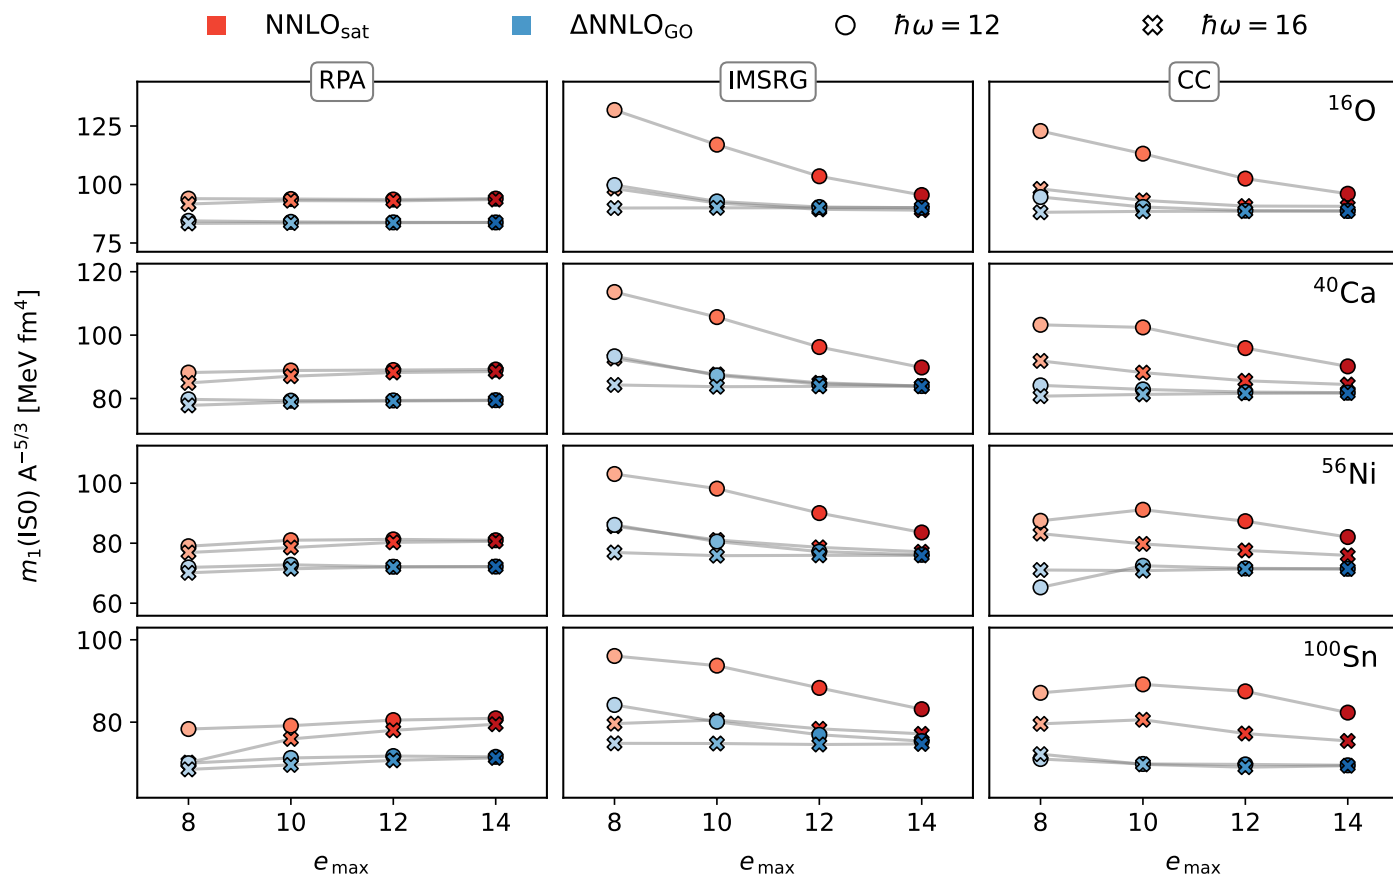 NNLOsat ΔNNLOGO ħω = 12 ħω = 16
RPA IMSRG CC
16O
125
100
75
40Ca
120
100
80
56Ni
100
80
60
100Sn
100
80
m1(IS0) A−5/3 [MeV fm4]
8 10 12 14 8 10 12 14 8 10 12 14
emax emax emax